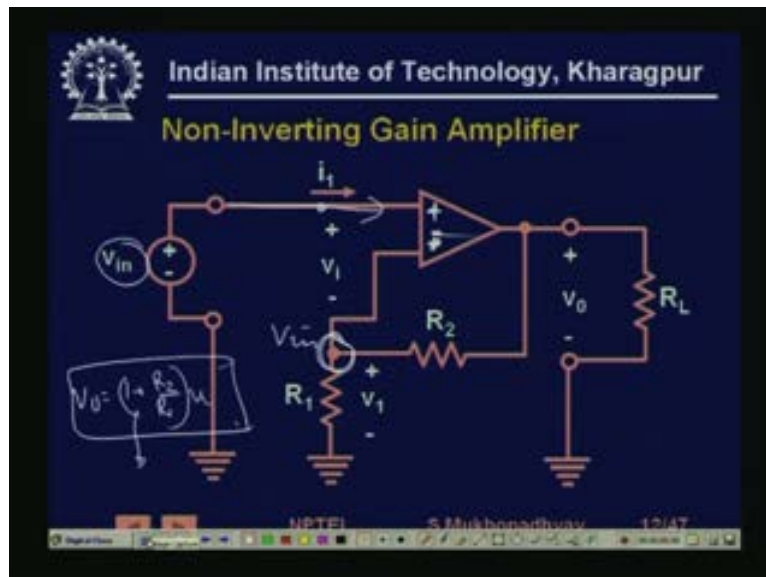 Indian Institute of Technology, Kharagpur
Non-Inverting Gain Amplifier
i1
+
-
Vin
+
-
+
Vi
-
Vin
R2
+
V0
-
RL
V0 = (1 + R2/R1)
R1
+
V1
-
NPTEL S.Mukhopadhyay 12/47